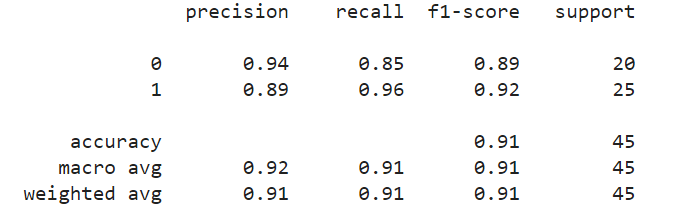 precision recall f1-score support
0 0.94 0.85 0.89 20
1 0.89 0.96 0.92 25
accuracy 0.91 45
macro avg 0.92 0.91 0.91 45
weighted avg 0.91 0.91 0.91 45